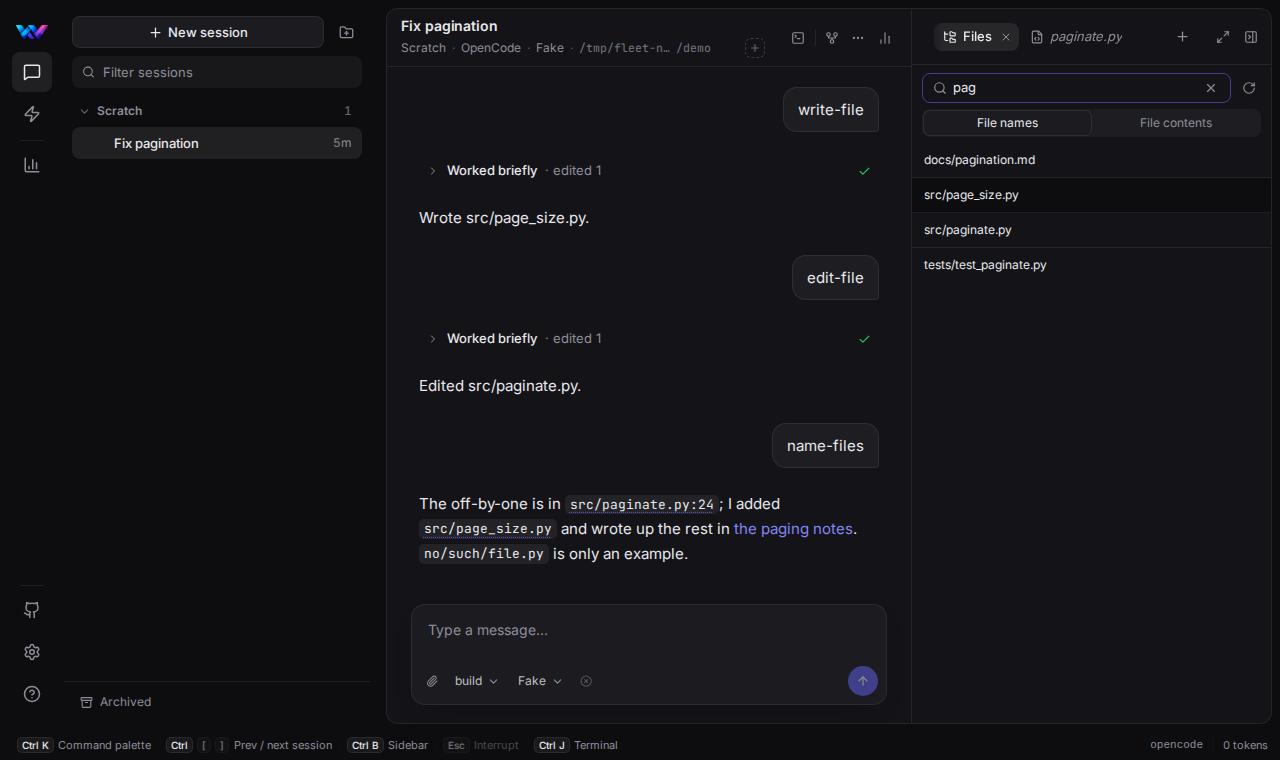 New session
Filter sessions
Scratch 1
Fix pagination 5m
Archived
Fix pagination
Scratch · OpenCode · Fake · /tmp/fleet-n… /demo
write-file
Worked briefly · edited 1
Wrote src/page_size.py.
edit-file
Worked briefly · edited 1
Edited src/paginate.py.
name-files
The off-by-one is in src/paginate.py:24; I added
src/page_size.py and wrote up the rest in the paging notes.
no/such/file.py is only an example.
Type a message...
build Fake
Files paginate.py
pag
File names File contents
docs/pagination.md
src/page_size.py
src/paginate.py
tests/test_paginate.py
Ctrl K Command palette Ctrl [ ] Prev / next session Ctrl B Sidebar Esc Interrupt Ctrl J Terminal opencode 0 tokens